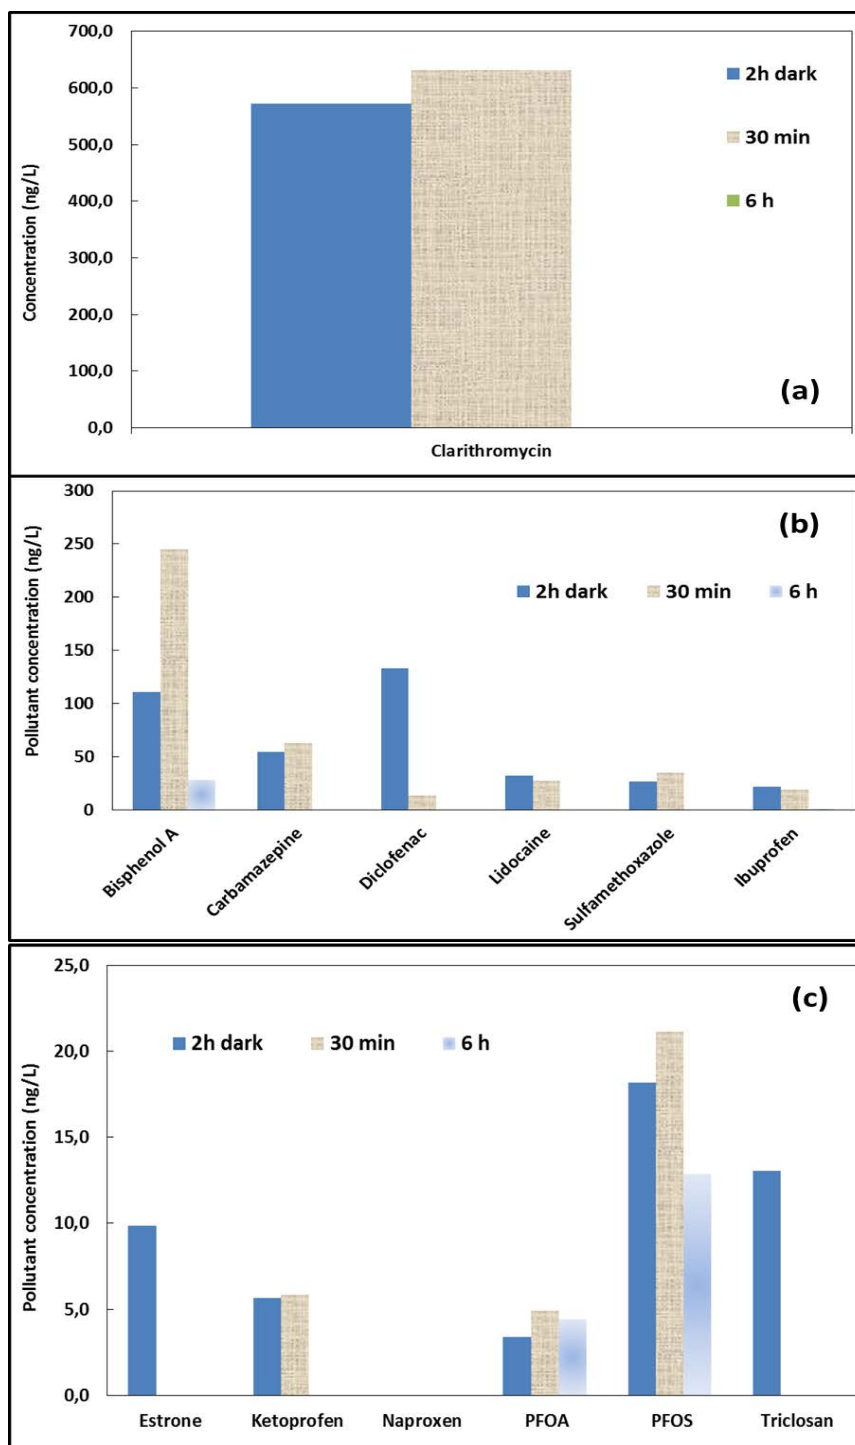 700,0
600,0
500,0
400,0
300,0
200,0
100,0
0,0
Concentration (ng/L)
2h dark
30 min
6 h
(a)
Clarithromycin
300
250
200
150
100
50
0
Pollutant concentration (ng/L)
(b)
2h dark 30 min 6 h
Bisphenol A
Carbamazepine
Diclofenac
Lidocaine
Sulfamethoxazole
Ibuprofen
25,0
20,0
15,0
10,0
5,0
0,0
Pollutant concentration (ng/L)
(c)
2h dark 30 min 6 h
Estrone Ketoprofen Naproxen PFOA PFOS Triclosan